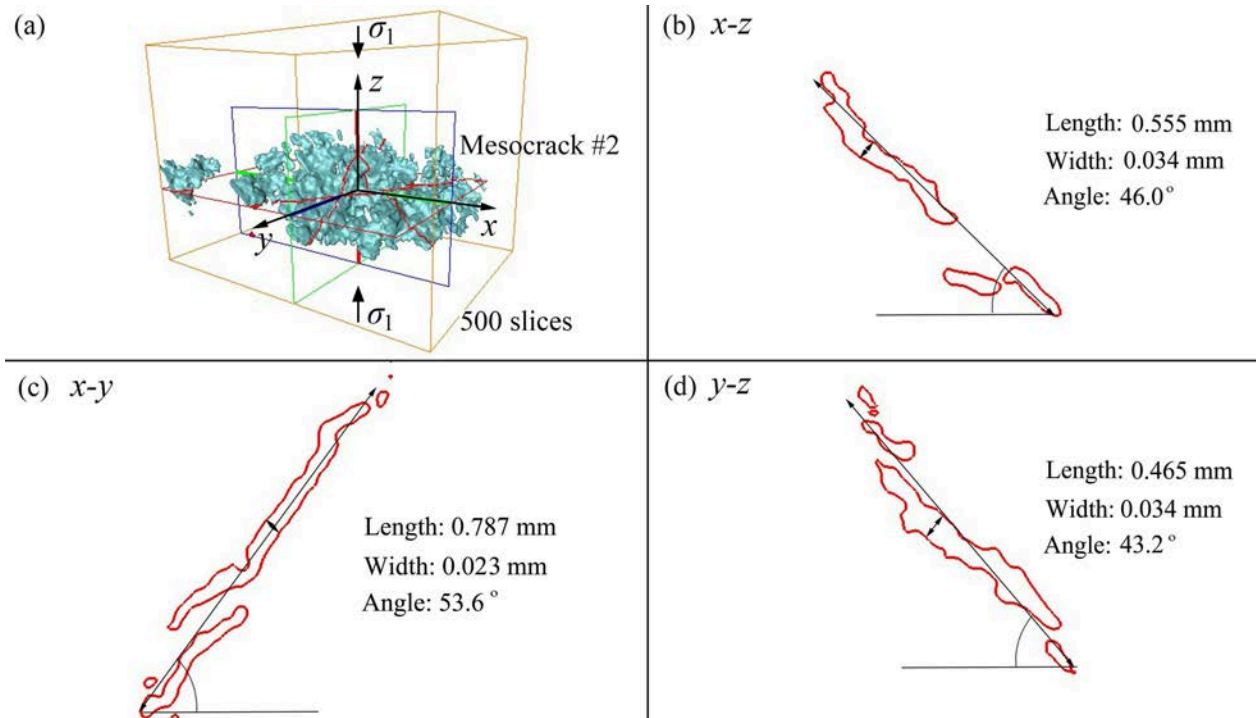 (a)
σ1
z
Mesocrack #2
x
y
σ1
500 slices
(b) x-z
Length: 0.555 mm
Width: 0.034 mm
Angle: 46.0°
(c) x-y
Length: 0.787 mm
Width: 0.023 mm
Angle: 53.6°
(d) y-z
Length: 0.465 mm
Width: 0.034 mm
Angle: 43.2°